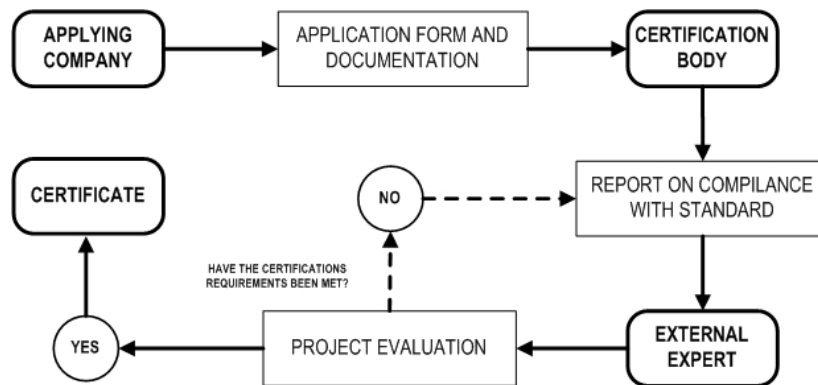 APPLYING
COMPANY
APPLICATION FORM AND
DOCUMENTATION
CERTIFICATION
BODY
CERTIFICATE
NO
REPORT ON COMPILANCE
WITH STANDARD
HAVE THE CERTIFICATIONS
REQUIREMENTS BEEN MET?
YES
PROJECT EVALUATION
EXTERNAL
EXPERT